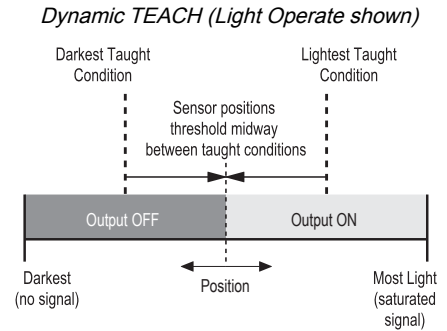 Dynamic TEACH (Light Operate shown)
Darkest Taught
Condition
Lightest Taught
Condition
Sensor positions
threshold midway
between taught conditions
Output OFF
Output ON
Darkest
(no signal)
Position
Most Light
(saturated
signal)